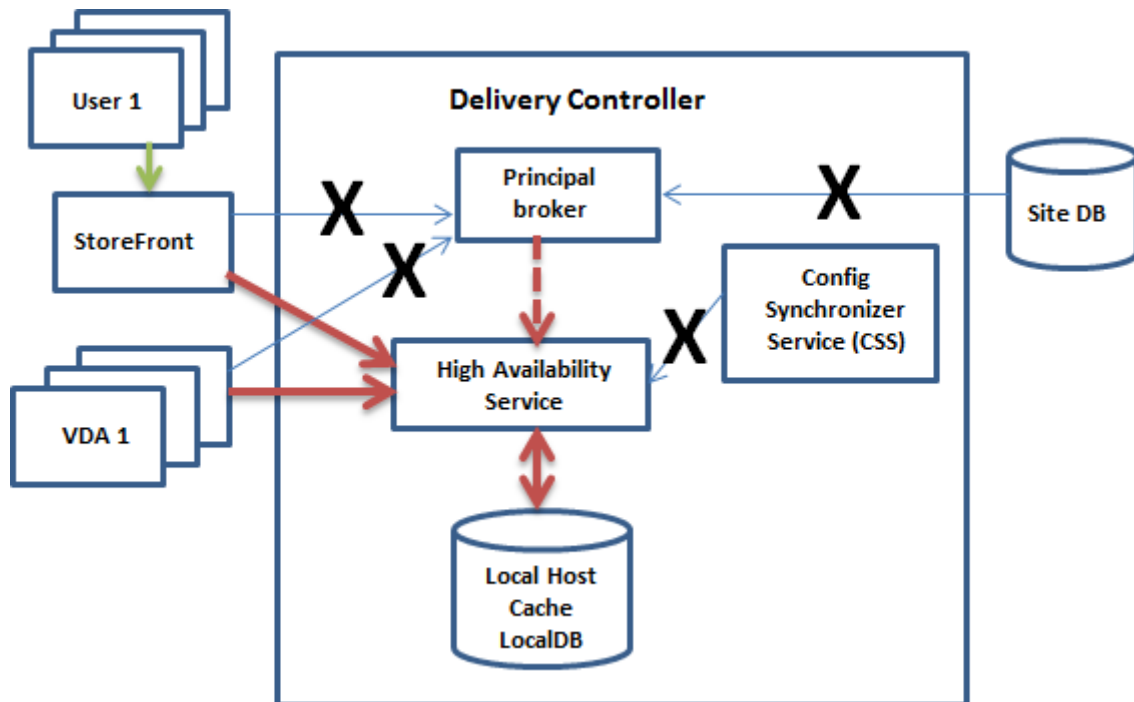 User 1
Delivery Controller
Principal
broker
X
X
StoreFront
Site DB
X
Config
Synchronizer
Service (CSS)
X
High Availability
Service
VDA 1
Local Host
Cache
LocalDB